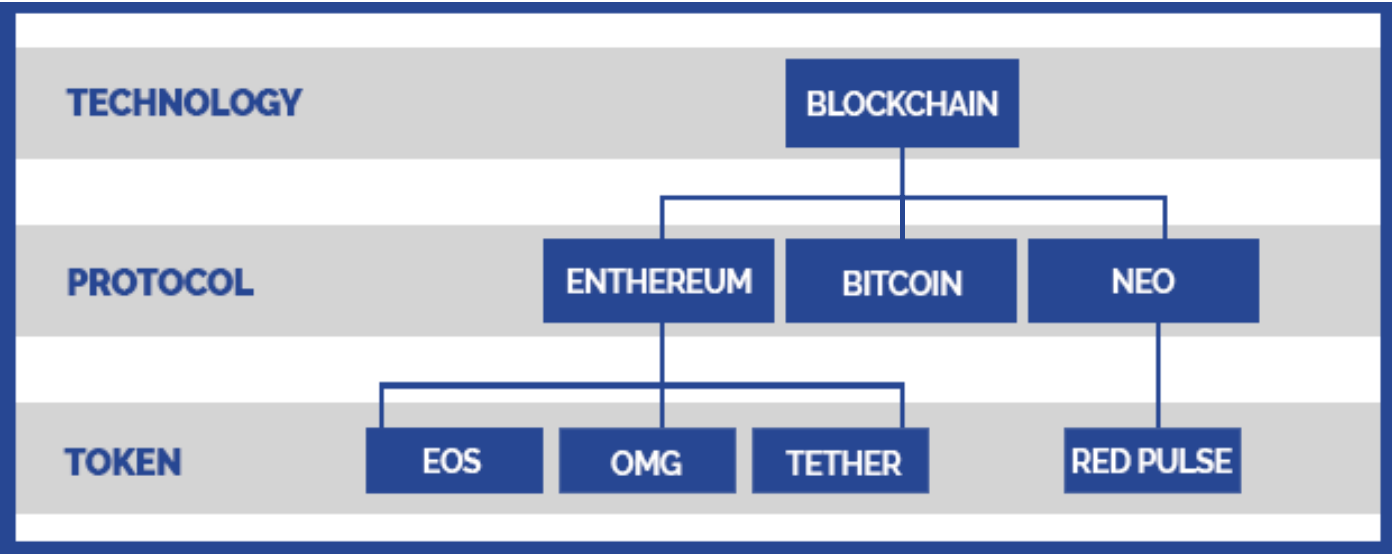 TECHNOLOGY
BLOCKCHAIN
PROTOCOL
ENTHEREUM
BITCOIN
NEO
TOKEN
EOS
OMG
TETHER
RED PULSE